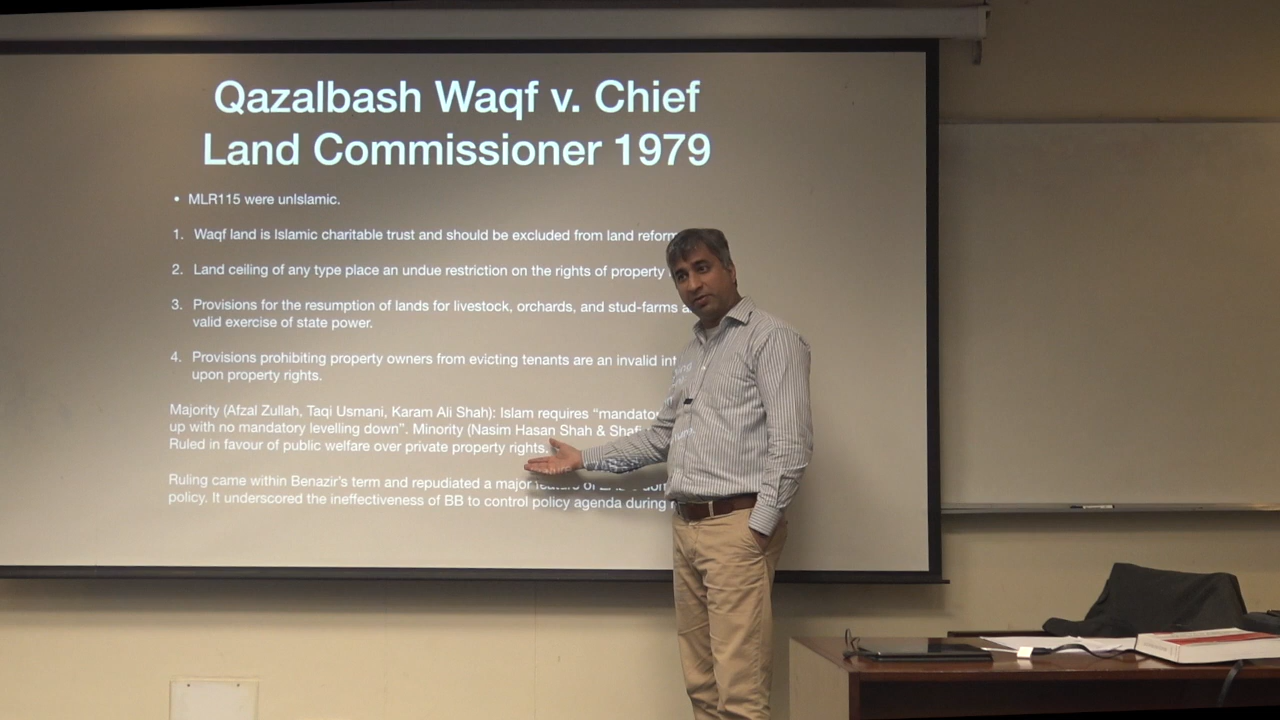 Qazalbash Waqf v. Chief
Land Commissioner 1979
• MLR115 were unIslamic.
1. Waqf land is Islamic charitable trust and should be excluded from land reform
2. Land ceiling of any type place an undue restriction on the rights of property
3. Provisions for the resumption of lands for livestock, orchards, and stud-farms
valid exercise of state power.
4. Provisions prohibiting property owners from evicting tenants are an invalid
upon property rights.
Majority (Afzal Zullah, Taqi Usmani, Karam Ali Shah): Islam requires “
up with no mandatory levelling down”. Minority (Nasim Hasan Shah &
Ruled in favour of public welfare over private property rights.
Ruling came within Benazir's term and repudiated a major
policy. It underscored the ineffectiveness of BB to control policy agenda during